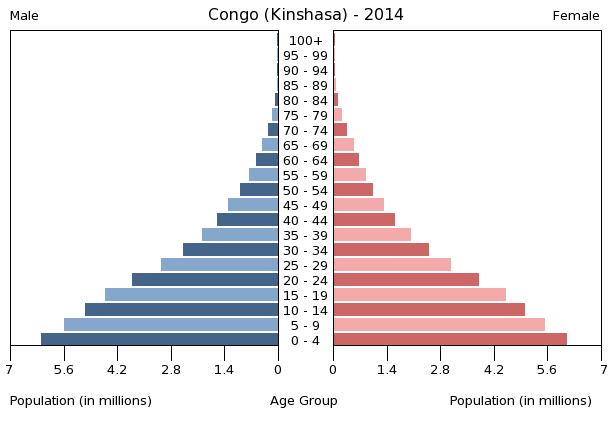 Congo (Kinshasa) - 2014
Male Female
100+
95 - 99
90 - 94
85 - 89
80 - 84
75 - 79
70 - 74
65 - 69
60 - 64
55 - 59
50 - 54
45 - 49
40 - 44
35 - 39
30 - 34
25 - 29
20 - 24
15 - 19
10 - 14
5 - 9
0 - 4
7 5.6 4.2 2.8 1.4 0 0 1.4 2.8 4.2 5.6 7
Population (in millions) Age Group Population (in millions)